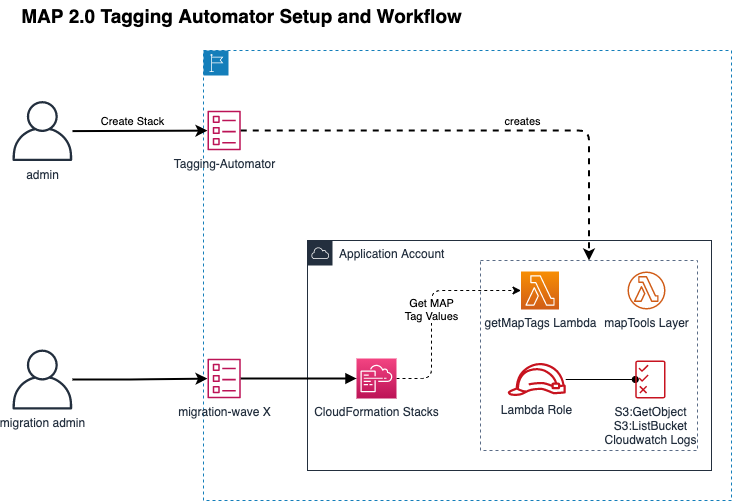 MAP 2.0 Tagging Automator Setup and Workflow
Create Stack
creates
admin
Tagging-Automator
Application Account
Get MAP
Tag Values
getMapTags Lambda
mapTools Layer
migration admin
migration-wave X
CloudFormation Stacks
Lambda Role
S3:GetObject
S3:ListBucket
Cloudwatch Logs